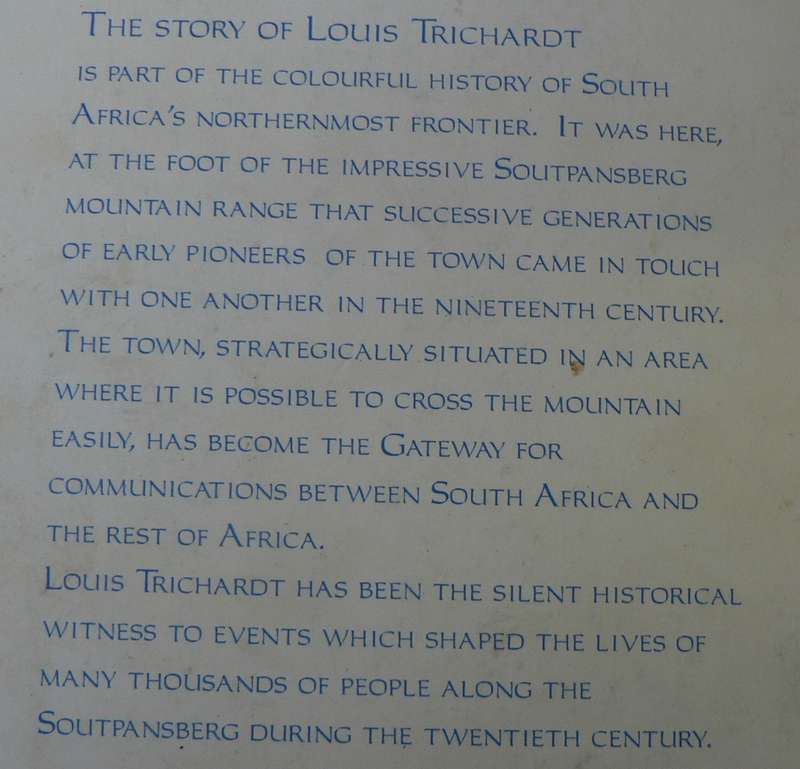 The story of Louis Trichardt
is part of the colourful history of South
Africa's northernmost frontier. It was here,
at the foot of the impressive Soutpansberg
mountain range that successive generations
of early pioneers of the town came in touch
with one another in the nineteenth century.
The town, strategically situated in an area
where it is possible to cross the mountain
easily, has become the Gateway for
communications between South Africa and
the rest of Africa.
Louis Trichardt has been the silent historical
witness to events which shaped the lives of
many thousands of people along the
Soutpansberg during the twentieth century.